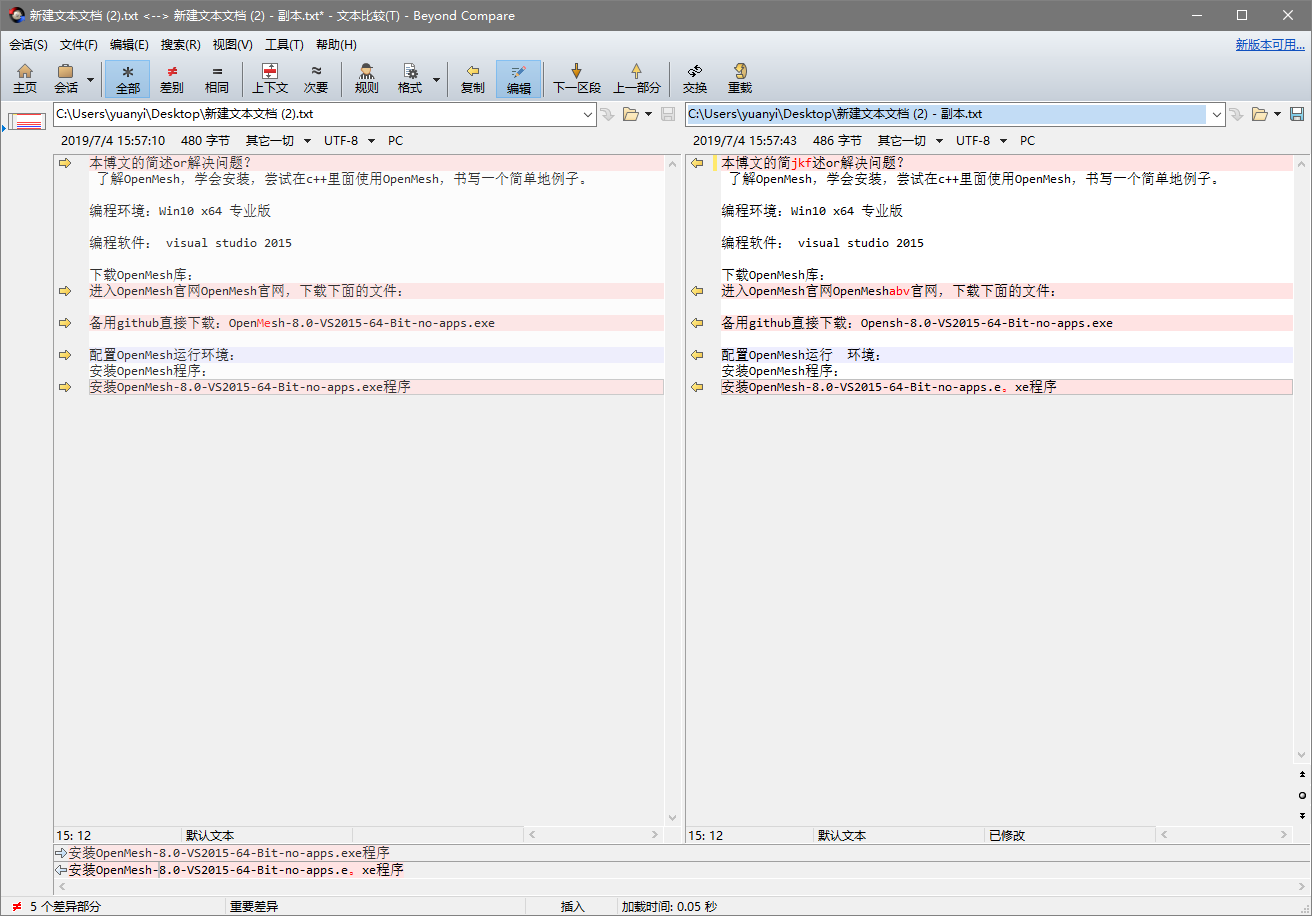 新建文本文档 (2).txt <--> 新建文本文档 (2) - 副本.txt* - 文本比较(T) - Beyond Compare
会话(S) 文件(F) 编辑(E) 搜索(R) 视图(V) 工具(T) 帮助(H) 新版本可用...
主页 会话 全部 差别 相同 上下文 次要 规则 格式 复制 编辑 下一区段 上一部分 交换 重载
C:\Users\yuanyi\Desktop\新建文本文档 (2).txt
2019/7/4 15:57:10 480 字节 其它一切 UTF-8 PC
本博文的简述or解决问题?
了解OpenMesh, 学会安装, 尝试在c++里面使用OpenMesh, 书写一个简单地例子。
编程环境: Win10 x64 专业版
编程软件: visual studio 2015
下载OpenMesh库:
进入OpenMesh官网OpenMesh官网, 下载下面的文件:
备用github直接下载: OpenMesh-8.0-VS2015-64-Bit-no-apps.exe
配置OpenMesh运行环境:
安装OpenMesh程序:
安装OpenMesh-8.0-VS2015-64-Bit-no-apps.exe程序
15: 12 默认文本
C:\Users\yuanyi\Desktop\新建文本文档 (2) - 副本.txt
2019/7/4 15:57:43 486 字节 其它一切 UTF-8 PC
本博文的简jkf述or解决问题?
了解OpenMesh, 学会安装, 尝试在c++里面使用OpenMesh, 书写一个简单地例子。
编程环境: Win10 x64 专业版
编程软件: visual studio 2015
下载OpenMesh库:
进入OpenMesh官网OpenMeshabv官网, 下载下面的文件:
备用github直接下载: Opensh-8.0-VS2015-64-Bit-no-apps.exe
配置OpenMesh运行  环境:
安装OpenMesh程序:
安装OpenMesh-8.0-VS2015-64-Bit-no-apps.e。xe程序
15: 12 默认文本 已修改
安装OpenMesh-8.0-VS2015-64-Bit-no-apps.exe程序
安装OpenMesh-8.0-VS2015-64-Bit-no-apps.e。xe程序
≠ 5 个差异部分 重要差异 插入 加载时间: 0.05 秒